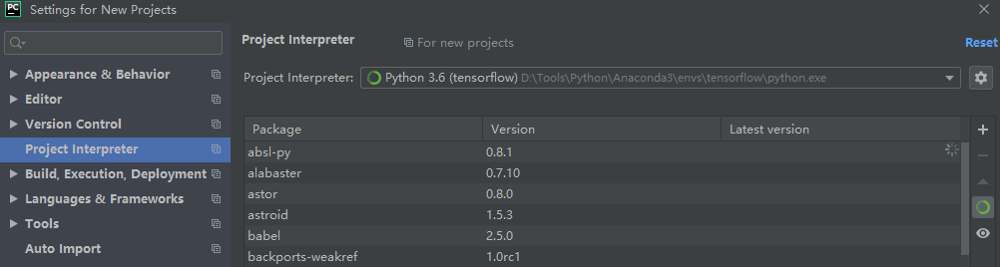 PC Settings for New Projects
Project Interpreter For new projects Reset
Appearance & Behavior
Project Interpreter: Python 3.6 (tensorflow) D:\Tools\Python\Anaconda3\envs\tensorflow\python.exe
Editor
Version Control
Package Version Latest version
Project Interpreter
absl-py 0.8.1
Build, Execution, Deployment
alabaster 0.7.10
Languages & Frameworks
astor 0.8.0
astroid 1.5.3
Tools
babel 2.5.0
Auto Import
backports-weakref 1.0rc1